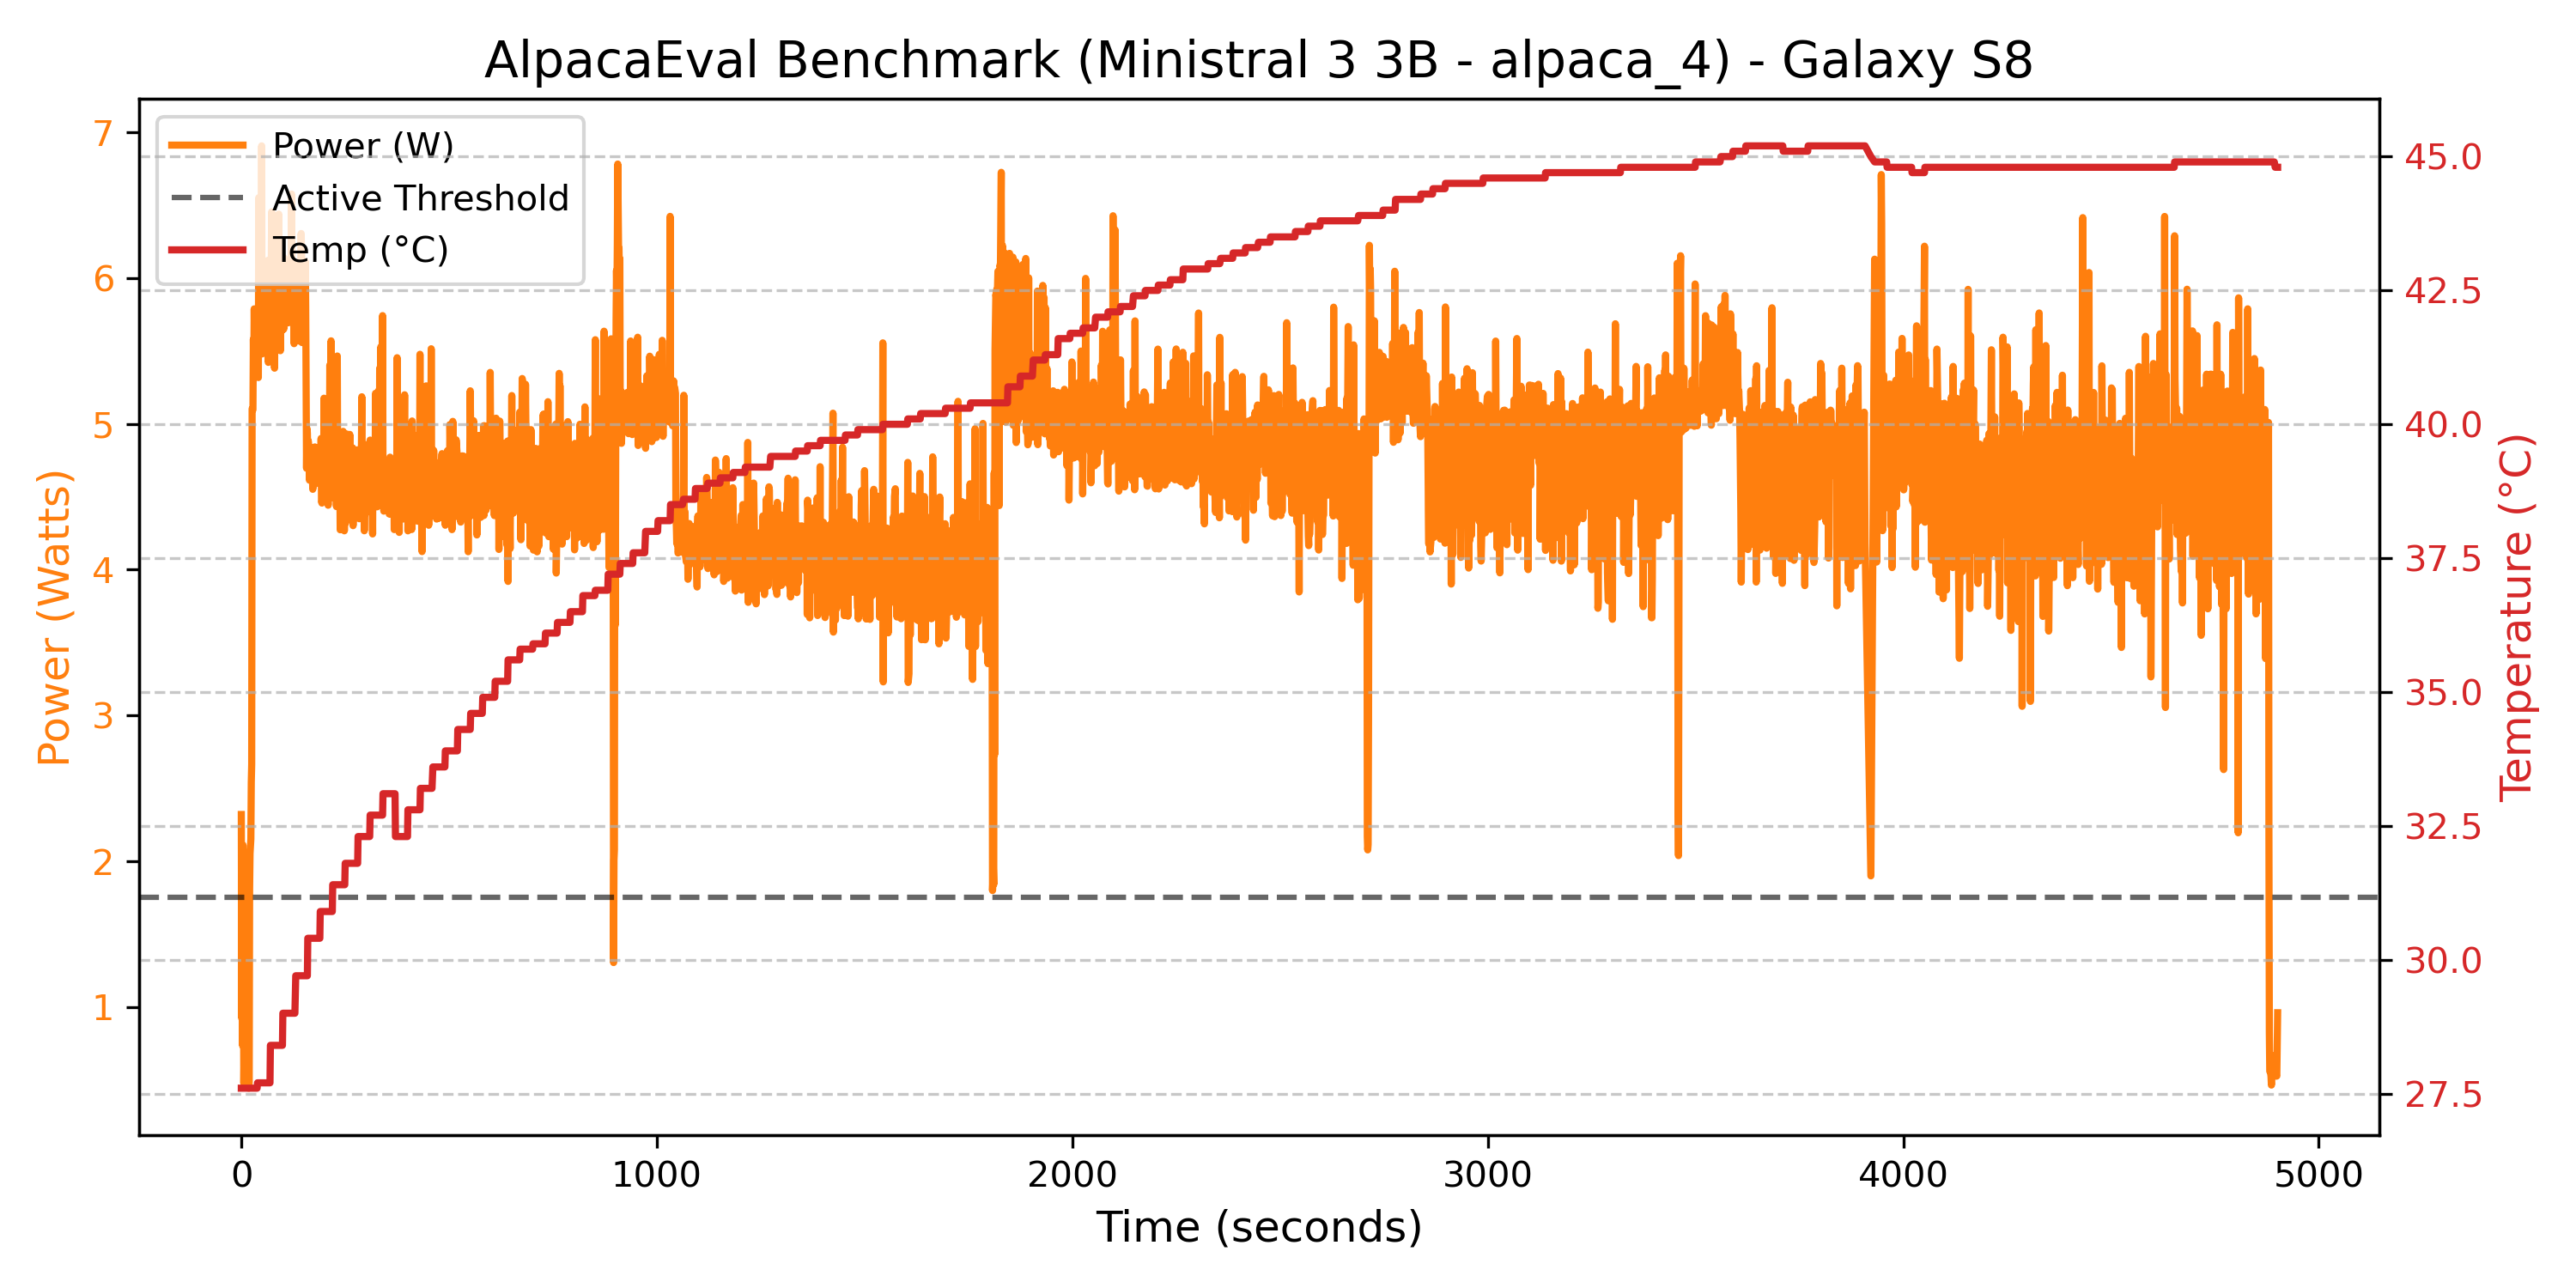 AlpacaEval Benchmark (Ministral 3 3B - alpaca_4) - Galaxy S8
Power (W)
Active Threshold
Temp (°C)
Power (Watts)
7
6
5
4
3
2
1
45.0
42.5
40.0
37.5
35.0
32.5
30.0
27.5
Temperature (°C)
0 1000 2000 3000 4000 5000
Time (seconds)